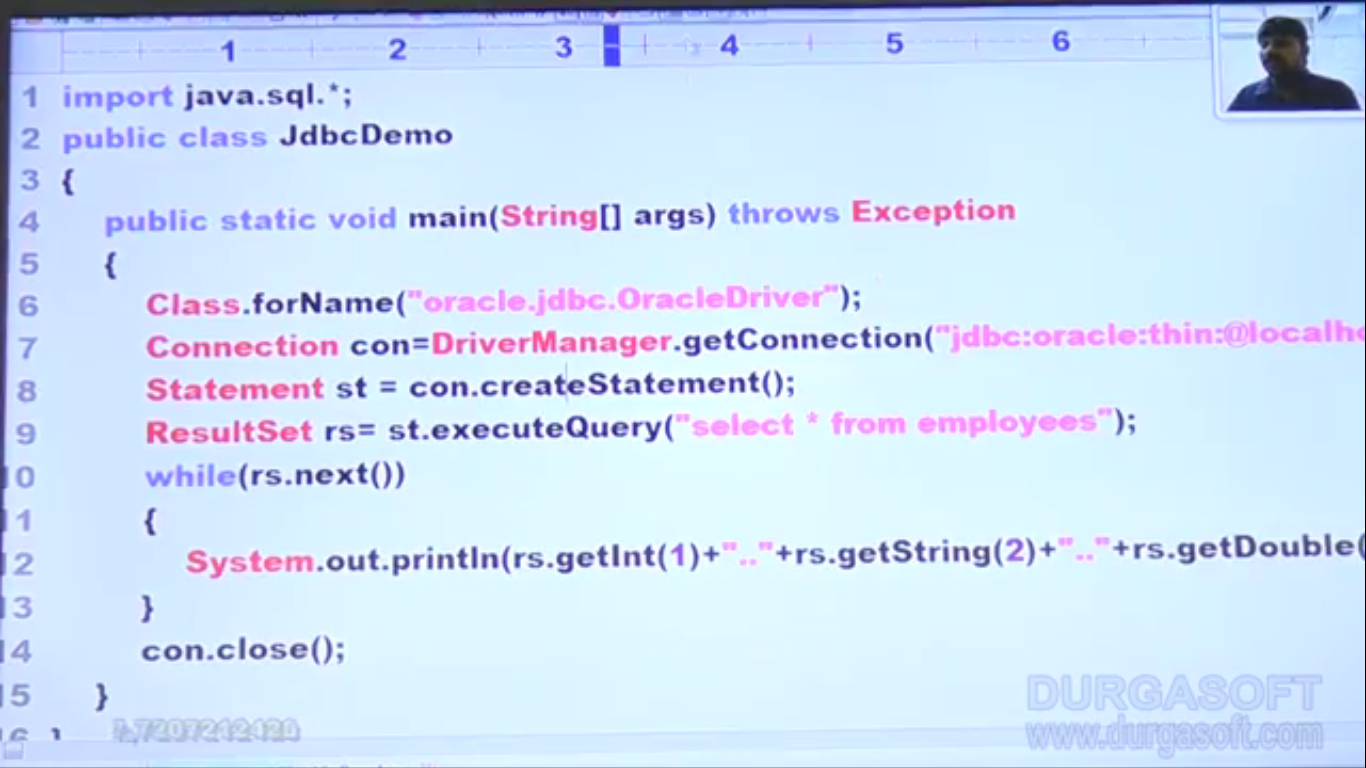 1 2 3 4 5 6
1 import java.sql.*;
2 public class JdbcDemo
3 {
4 public static void main(String[] args) throws Exception
5 {
6 Class.forName("oracle.jdbc.OracleDriver");
7 Connection con=DriverManager.getConnection("jdbc:oracle:thin:@localho
8 Statement st = con.createStatement();
9 ResultSet rs= st.executeQuery("select * from employees");
10 while(rs.next())
11 {
12 System.out.println(rs.getInt(1)+".."+rs.getString(2)+".."+rs.getDouble(
13 }
14 con.close();
15 }
DURGASOFT
www.durgasoft.com